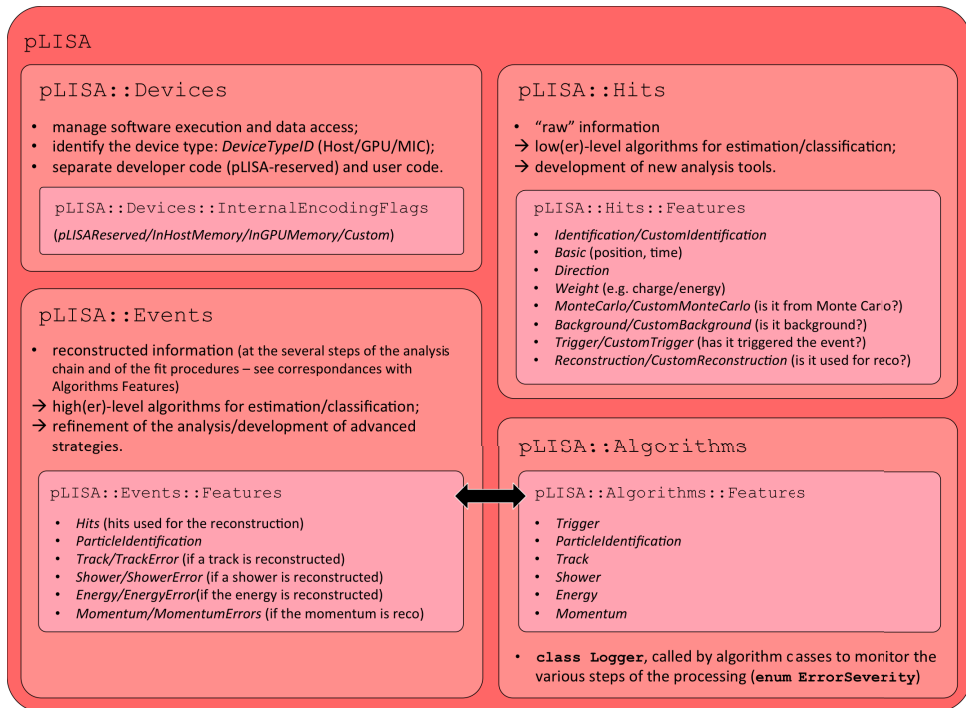 pLISA
pLISA::Devices
• manage software execution and data access;
• identify the device type: DeviceTypeID (Host/GPU/MIC);
• separate developer code (pLISA-reserved) and user code.
pLISA::Devices::InternalEncodingFlags
(pLISAReserved/InHostMemory/InGPUMemory/Custom)
pLISA::Events
• reconstructed information (at the several steps of the analysis
chain and of the fit procedures – see correspondances with
Algorithms Features)
→ high(er)-level algorithms for estimation/classification;
→ refinement of the analysis/development of advanced
strategies.
pLISA::Events::Features
• Hits (hits used for the reconstruction)
• ParticleIdentification
• Track/TrackError (if a track is reconstructed)
• Shower/ShowerError (if a shower is reconstructed)
• Energy/EnergyError(if the energy is reconstructed)
• Momentum/MomentumErrors (if the momentum is reco)
pLISA::Hits
• “raw” information
→ low(er)-level algorithms for estimation/classification;
→ development of new analysis tools.
pLISA::Hits::Features
• Identification/CustomIdentification
• Basic (position, time)
• Direction
• Weight (e.g. charge/energy)
• MonteCarlo/CustomMonteCarlo (is it from Monte Carlo?)
• Background/CustomBackground (is it background?)
• Trigger/CustomTrigger (has it triggered the event?)
• Reconstruction/CustomReconstruction (is it used for reco?)
pLISA::Algorithms
pLISA::Algorithms::Features
• Trigger
• ParticleIdentification
• Track
• Shower
• Energy
• Momentum
• class Logger, called by algorithm classes to monitor the
various steps of the processing (enum ErrorSeverity)